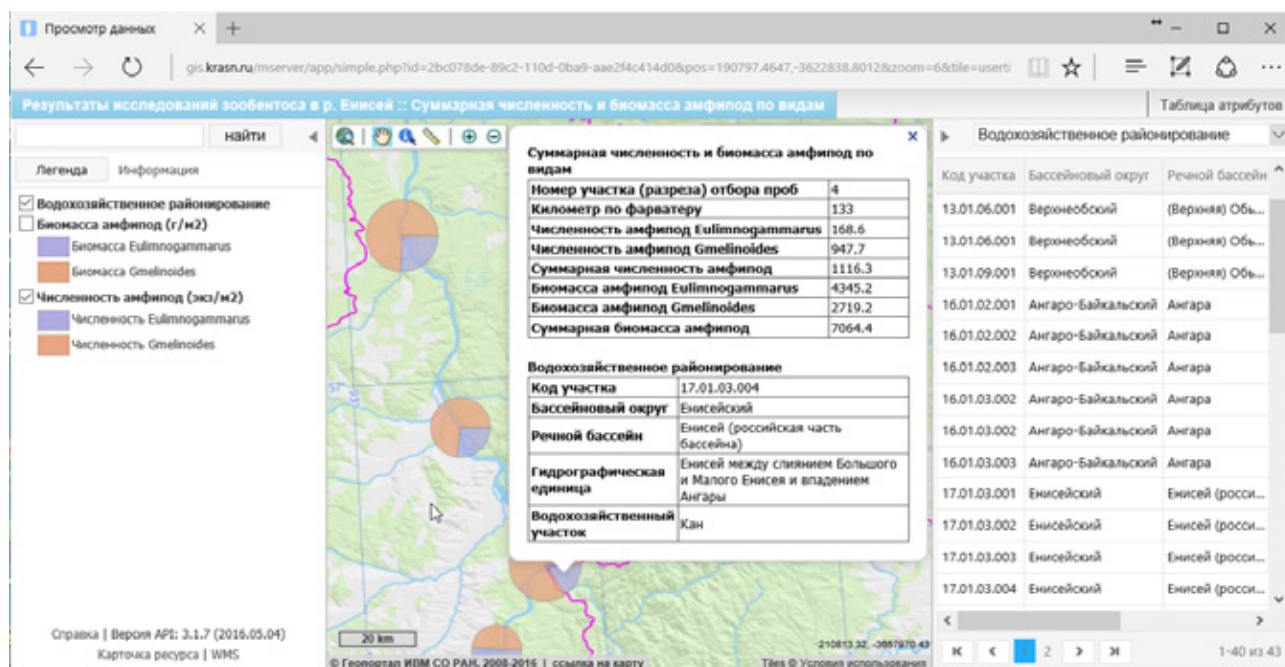 Просмотр данных
gis.krasn.ru/mserver/app/simple.php?id=2bc078de-89c2-110d-0ba9-aae2f4c414d0&pos=190797.4647,-3622838.8012&zoom=6&tile=userti
Результаты исследований зообентоса в р. Енисей :: Суммарная численность и биомасса амфипод по видам
Таблица атрибутов
найти
Легенда Информация
Водохозяйственное районирование
Биомасса амфипод (г/м2)
Биомасса Eulimnogammarus
Биомасса Gmelinoides
Численность амфипод (экз/м2)
Численность Eulimnogammarus
Численность Gmelinoides
Справка | Версия API: 3.1.7 (2016.05.04)
Карточка ресурса | WMS
57°
93°
20 km
© Геопортал ИВМ СО РАН, 2008-2016 | ссылка на карту
210813.32, -3667970.43
Tiles © Условия использования
Суммарная численность и биомасса амфипод по
видам
Номер участка (разреза) отбора проб 4
Километр по фарватеру 133
Численность амфипод Eulimnogammarus 168.6
Численность амфипод Gmelinoides 947.7
Суммарная численность амфипод 1116.3
Биомасса амфипод Eulimnogammarus 4345.2
Биомасса амфипод Gmelinoides 2719.2
Суммарная биомасса амфипод 7064.4
Водохозяйственное районирование
Код участка 17.01.03.004
Бассейновый округ Енисейский
Речной бассейн Енисей (российская часть
бассейна)
Гидрографическая
единица Енисей между слиянием Большого
и Малого Енисея и впадением
Ангары
Водохозяйственный
участок Кан
Водохозяйственное районирование
Код участка Бассейновый округ Речной бассейн
13.01.06.001 Верхнеобский (Верхняя) Обь...
13.01.06.001 Верхнеобский (Верхняя) Обь...
13.01.09.001 Верхнеобский (Верхняя) Обь...
16.01.02.001 Ангаро-Байкальский Ангара
16.01.02.002 Ангаро-Байкальский Ангара
16.01.02.003 Ангаро-Байкальский Ангара
16.01.03.002 Ангаро-Байкальский Ангара
16.01.03.002 Ангаро-Байкальский Ангара
16.01.03.003 Ангаро-Байкальский Ангара
17.01.03.001 Енисейский Енисей (росси...
17.01.03.002 Енисейский Енисей (росси...
17.01.03.003 Енисейский Енисей (росси...
17.01.03.004 Енисейский Енисей (росси...
1 2
1-40 из 43